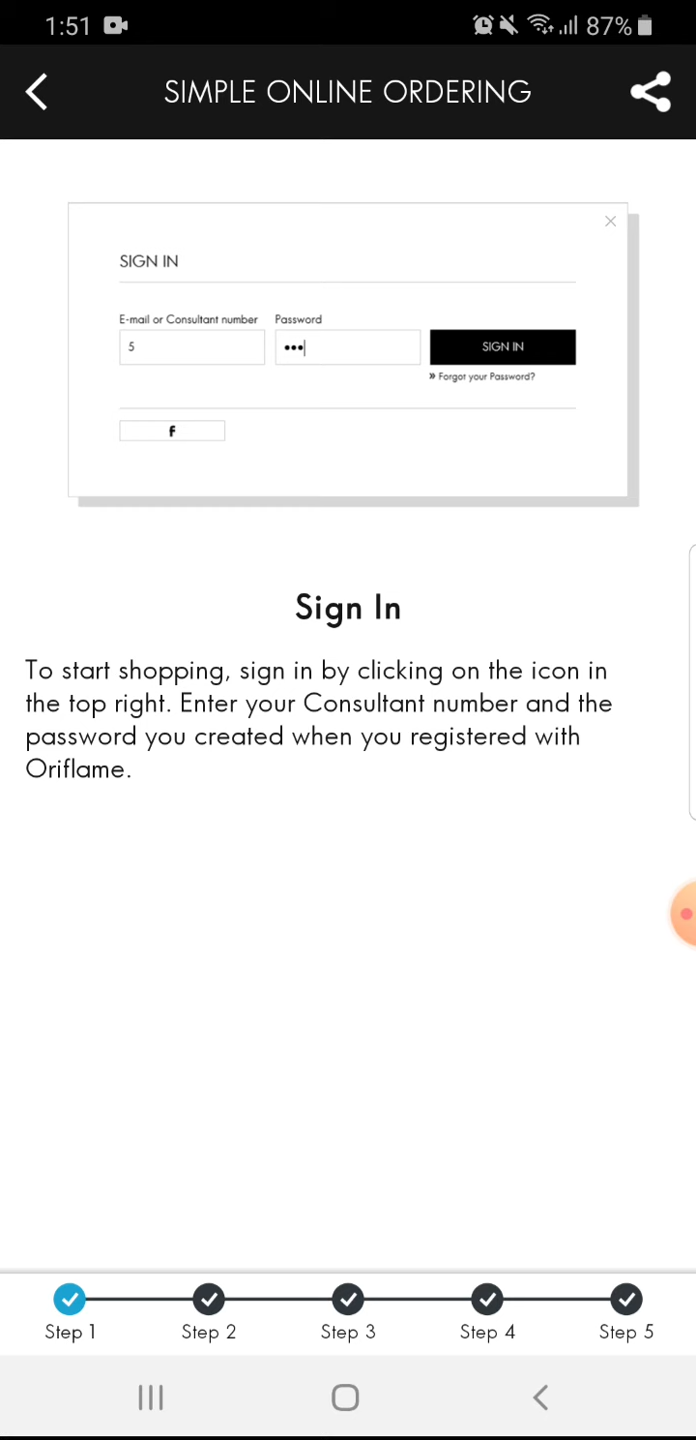 1:51
87%
SIMPLE ONLINE ORDERING
SIGN IN
E-mail or Consultant number Password
5 ••• SIGN IN
» Forgot your Password?
f
Sign In
To start shopping, sign in by clicking on the icon in
the top right. Enter your Consultant number and the
password you created when you registered with
Oriflame.
Step 1 Step 2 Step 3 Step 4 Step 5